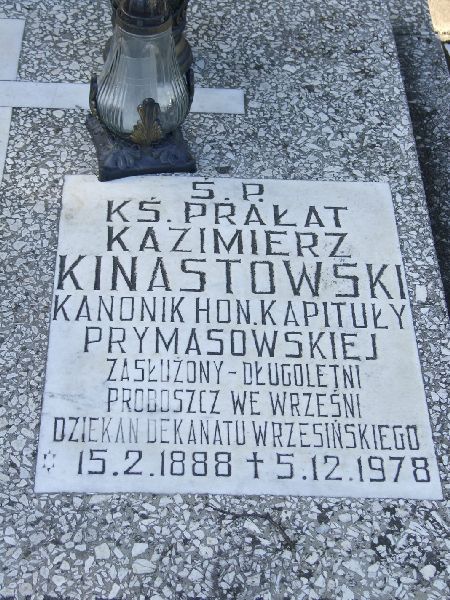 Ś.P.
KŚ. PRAŁAT
KAZIMIERZ
KINASTOWSKI
KANONIK HON. KAPITUŁY
PRYMASOWSKIEJ
ZASŁUŻONY - DŁUGOLETNI
PROBOSZCZ WE WRZEŚNI
DZIEKAN DEKANATU WRZESIŃSKIEGO
✡ 15.2.1888 ✝ 5.12.1978